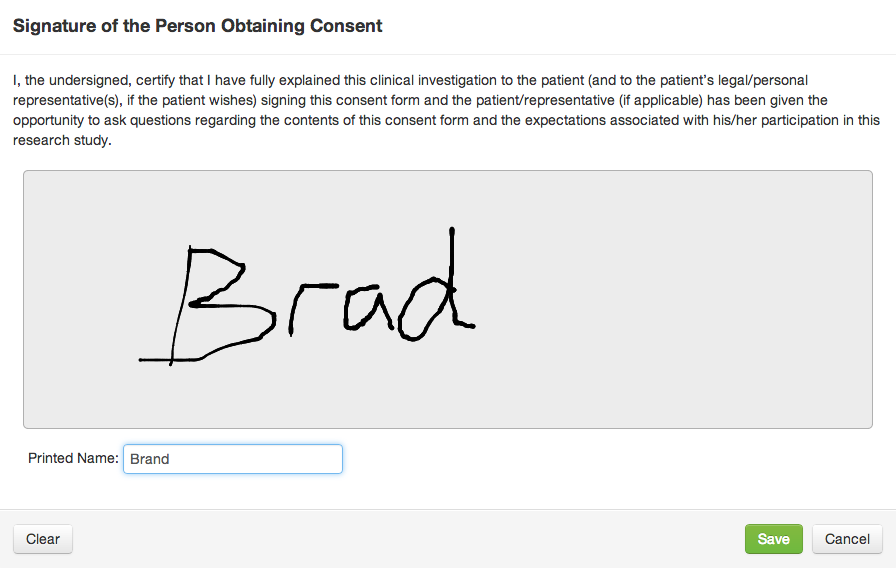 Signature of the Person Obtaining Consent
I, the undersigned, certify that I have fully explained this clinical investigation to the patient (and to the patient's legal/personal
representative(s), if the patient wishes) signing this consent form and the patient/representative (if applicable) has been given the
opportunity to ask questions regarding the contents of this consent form and the expectations associated with his/her participation in this
research study.
Brad
Printed Name: Brand
Clear Save Cancel